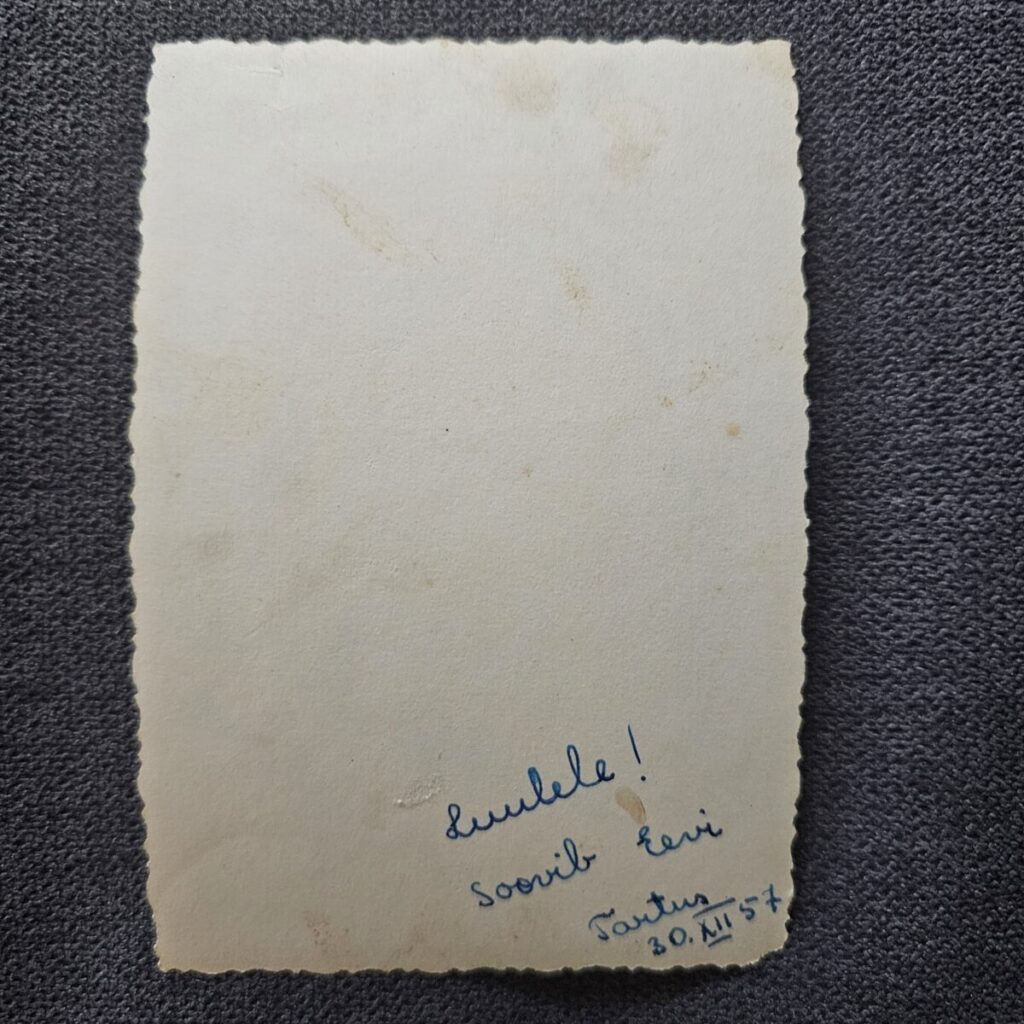 Luulele!
Soovib Eevi
Tartus
30.XII 57